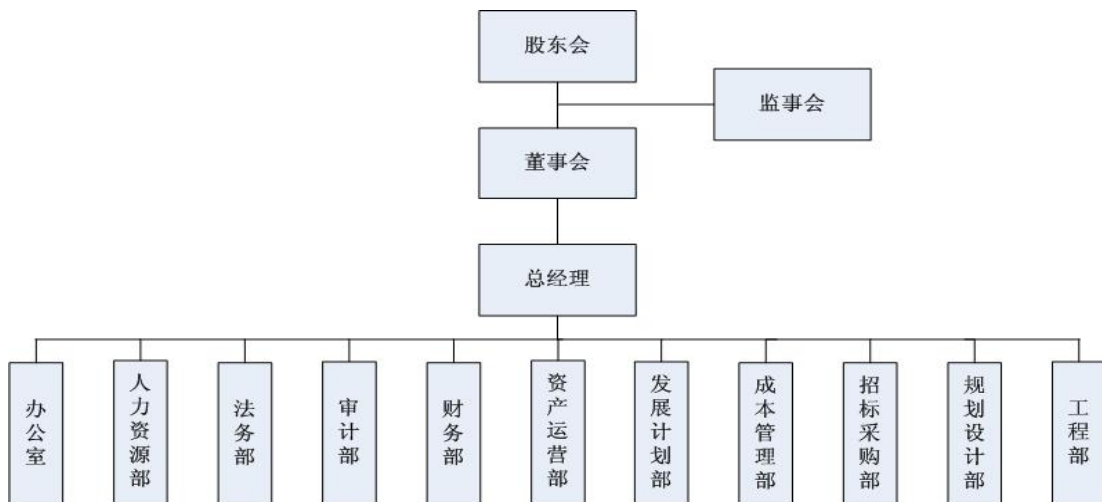 股东会
监事会
董事会
总经理
办公室
人力资源部
法务部
审计部
财务部
资产运营部
发展计划部
成本管理部
招标采购部
规划设计部
工程部